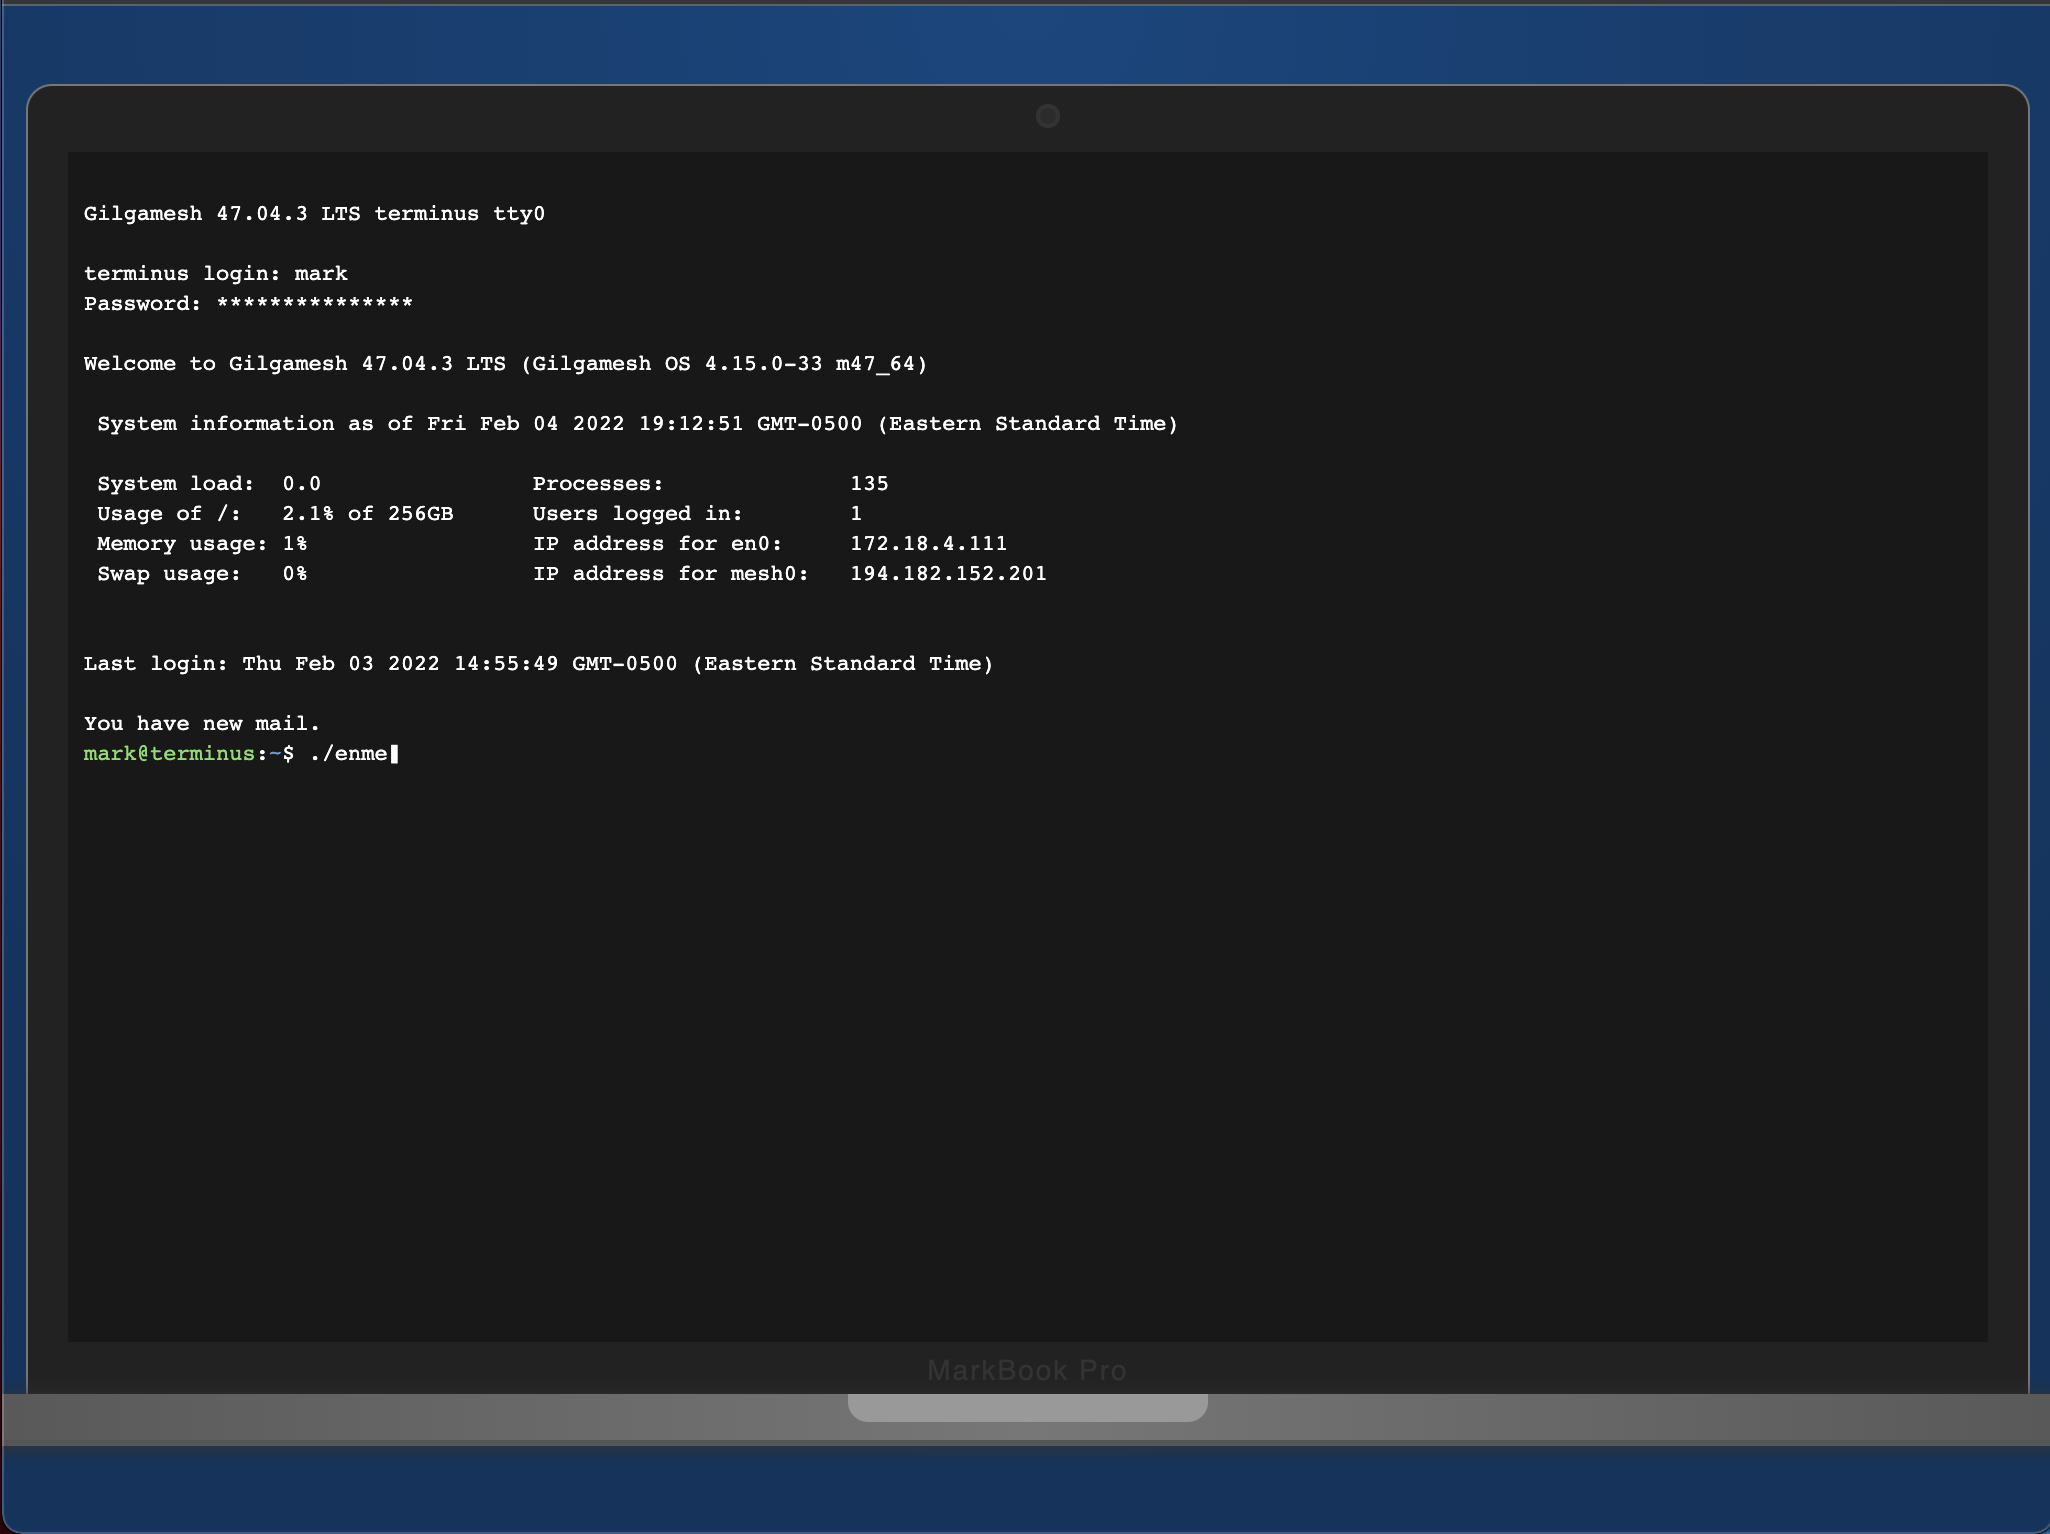 Gilgamesh 47.04.3 LTS terminus tty0
terminus login: mark
Password: ***************
Welcome to Gilgamesh 47.04.3 LTS (Gilgamesh OS 4.15.0-33 m47_64)
System information as of Fri Feb 04 2022 19:12:51 GMT-0500 (Eastern Standard Time)
System load:  0.0                Processes:              135
Usage of /:   2.1% of 256GB      Users logged in:        1
Memory usage: 1%                 IP address for en0:     172.18.4.111
Swap usage:   0%                 IP address for mesh0:   194.182.152.201
Last login: Thu Feb 03 2022 14:55:49 GMT-0500 (Eastern Standard Time)
You have new mail.
mark@terminus:~$ ./enme
MarkBook Pro